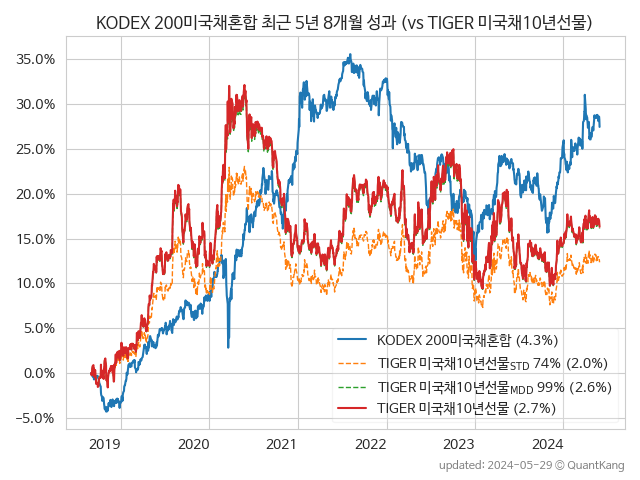 KODEX 200미국채혼합 최근 5년 8개월 성과 (vs TIGER 미국채10년선물)
35.0%
30.0%
25.0%
20.0%
15.0%
10.0%
5.0%
0.0%
−5.0%
KODEX 200미국채혼합 (4.3%)
TIGER 미국채10년선물STD 74% (2.0%)
TIGER 미국채10년선물MDD 99% (2.6%)
TIGER 미국채10년선물 (2.7%)
2019 2020 2021 2022 2023 2024
updated: 2024-05-29 © QuantKang